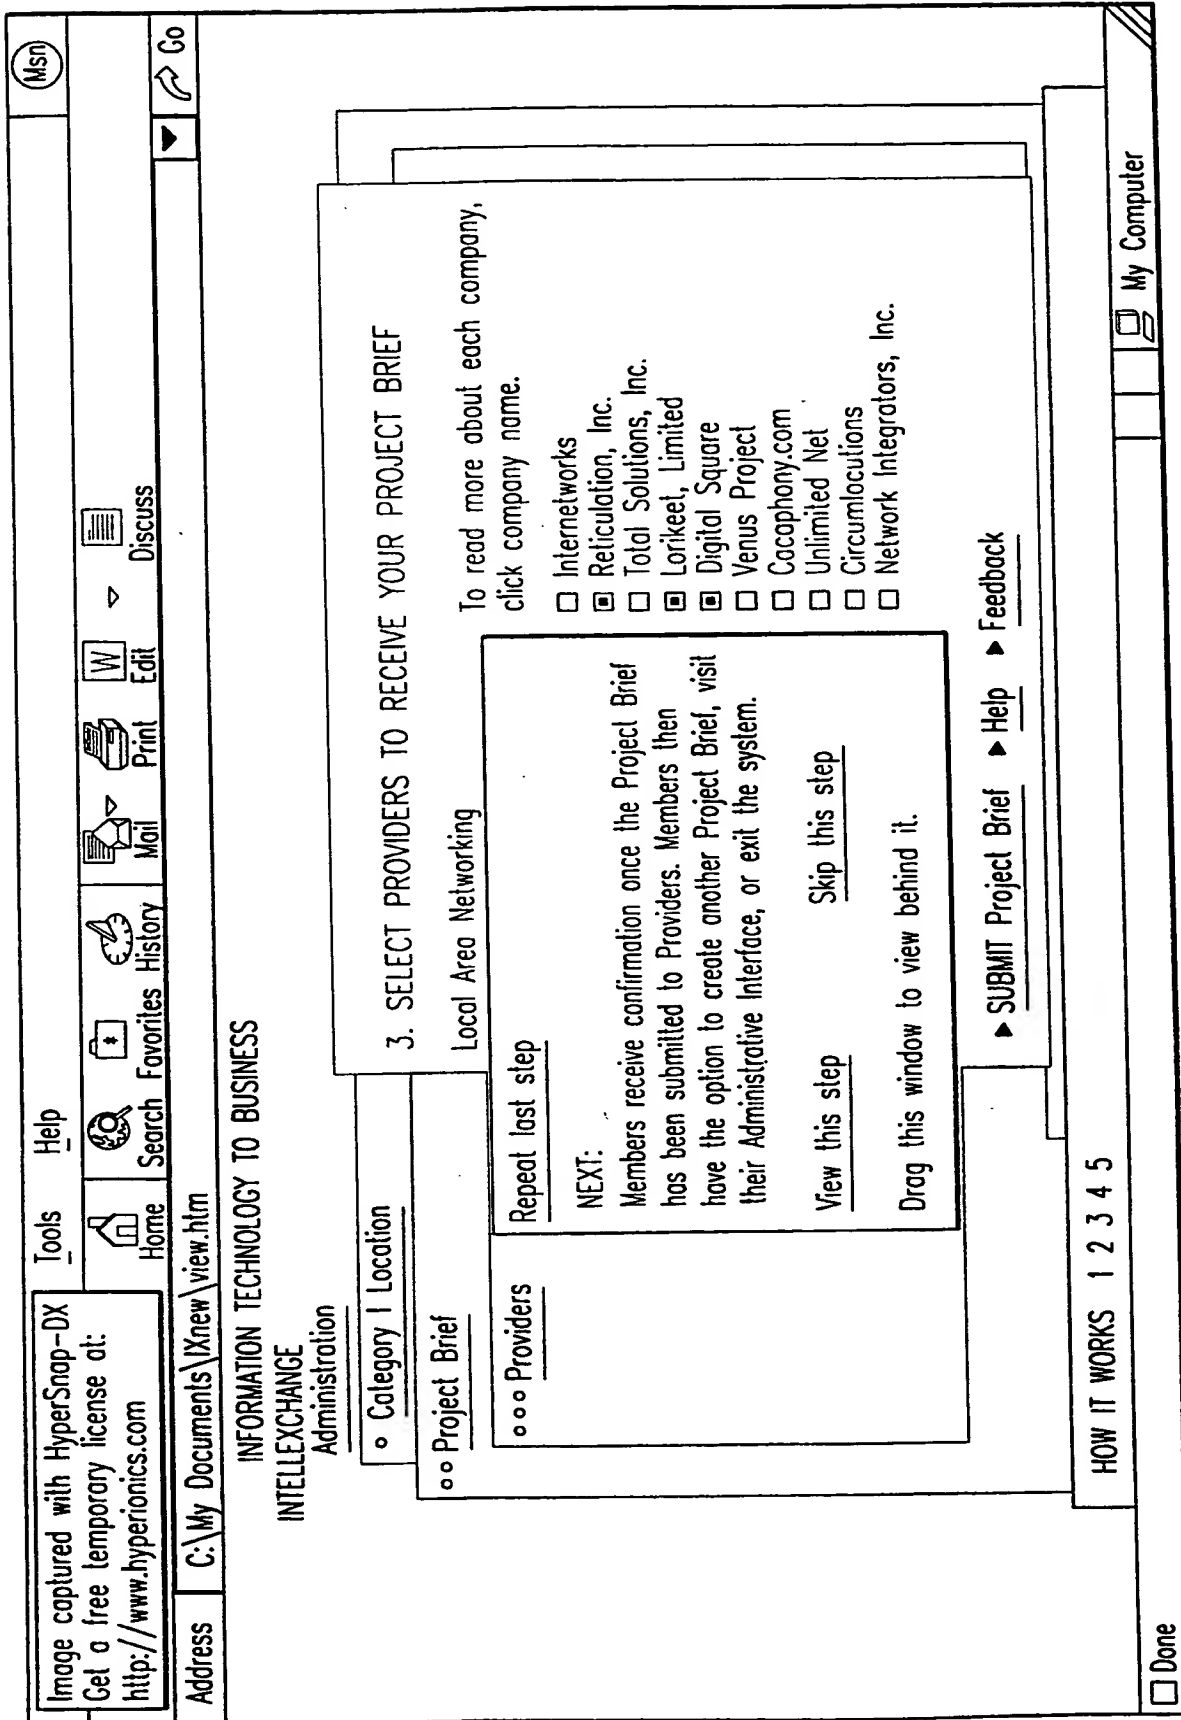 Image captured with HyperSnap-DX
Get a free temporary license at:
http://www.hyperionics.com
Tools Help
Msn
Home Search Favorites History Mail Print Edit Discuss
W
Address C:\My Documents\IXnew\view.htm Go
INFORMATION TECHNOLOGY TO BUSINESS
INTELLEXCHANGE
Administration
Category | Location
Project Brief
Providers
3. SELECT PROVIDERS TO RECEIVE YOUR PROJECT BRIEF
Local Area Networking
To read more about each company,
click company name.
Internetworks
Reticulation, Inc.
Total Solutions, Inc.
Lorikeet, Limited
Digital Square
Venus Project
Cacophony.com
Unlimited Net
Circumlocutions
Network Integrators, Inc.
Repeat last step
NEXT:
Members receive confirmation once the Project Brief
has been submitted to Providers. Members then
have the option to create another Project Brief, visit
their Administrative Interface, or exit the system.
View this step Skip this step
Drag this window to view behind it.
SUBMIT Project Brief Help Feedback
HOW IT WORKS 1 2 3 4 5
Done My Computer